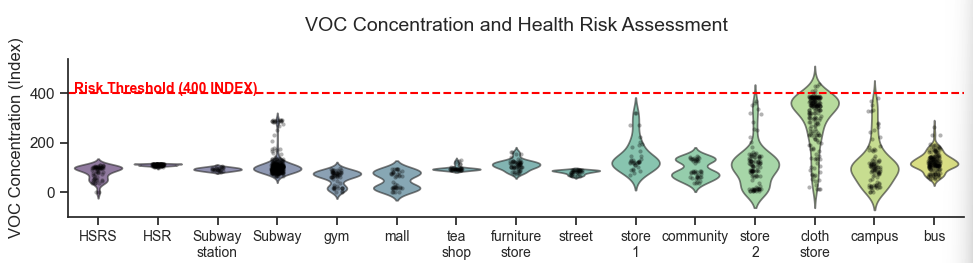 VOC Concentration and Health Risk Assessment
VOC Concentration (Index)
400
200
0
Risk Threshold (400 INDEX)
HSRS
HSR
Subway
station
Subway
gym
mall
tea
shop
furniture
store
street
store
1
community
store
2
cloth
store
campus
bus